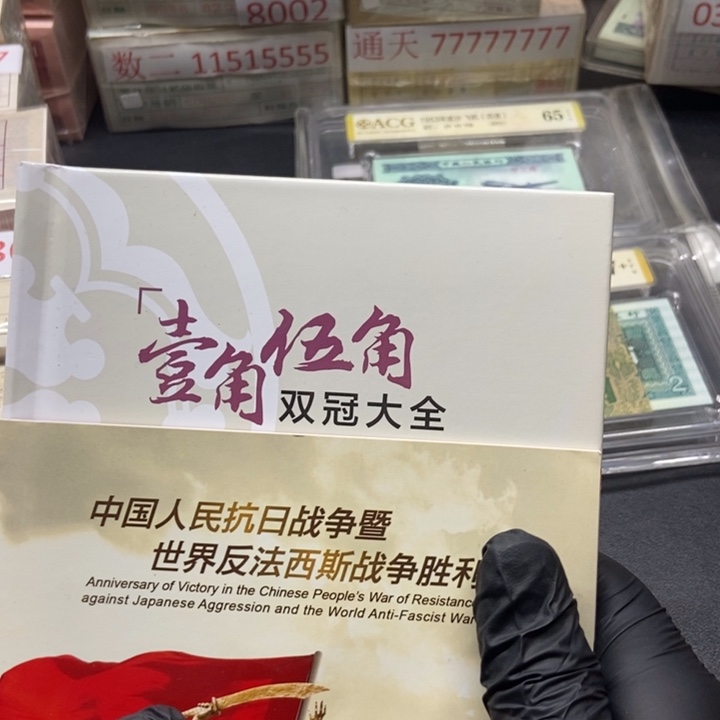 8002
数二 11515555
通天 77777777
03
ACG
65
「壹角伍角
双冠大全
2
中国人民抗日战争暨
世界反法西斯战争胜利
Anniversary of Victory in the Chinese People's War of Resistance
against Japanese Aggression and the World Anti-Fascist War